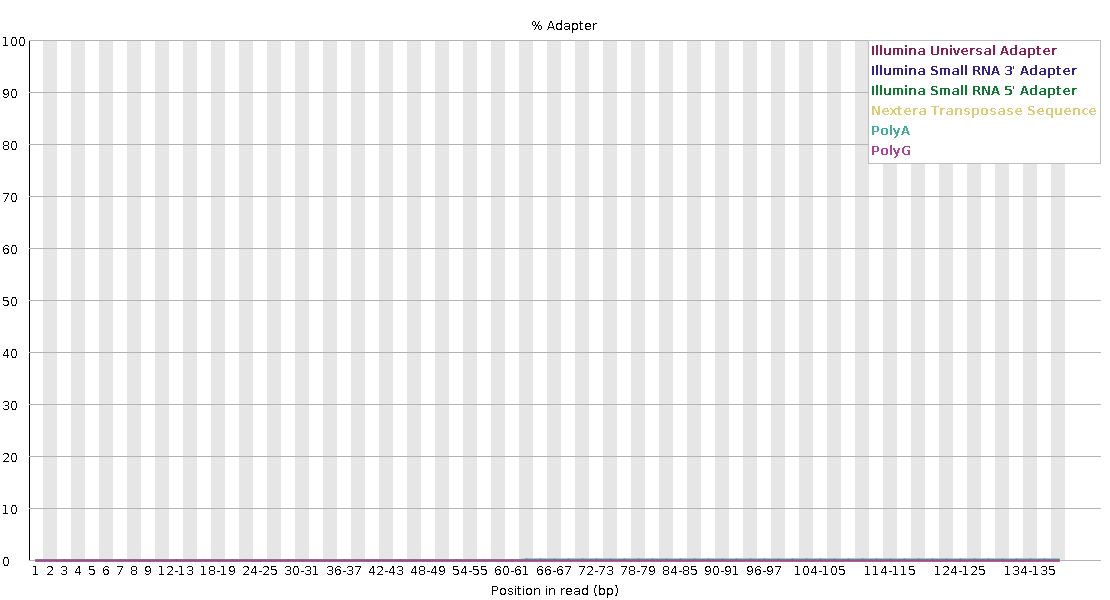 % Adapter
100
90
80
70
60
50
40
30
20
10
0
Illumina Universal Adapter
Illumina Small RNA 3' Adapter
Illumina Small RNA 5' Adapter
Nextera Transposase Sequence
PolyA
PolyG
1 2 3 4 5 6 7 8 9 12-13 18-19 24-25 30-31 36-37 42-43 48-49 54-55 60-61 66-67 72-73 78-79 84-85 90-91 96-97 104-105 114-115 124-125 134-135
Position in read (bp)